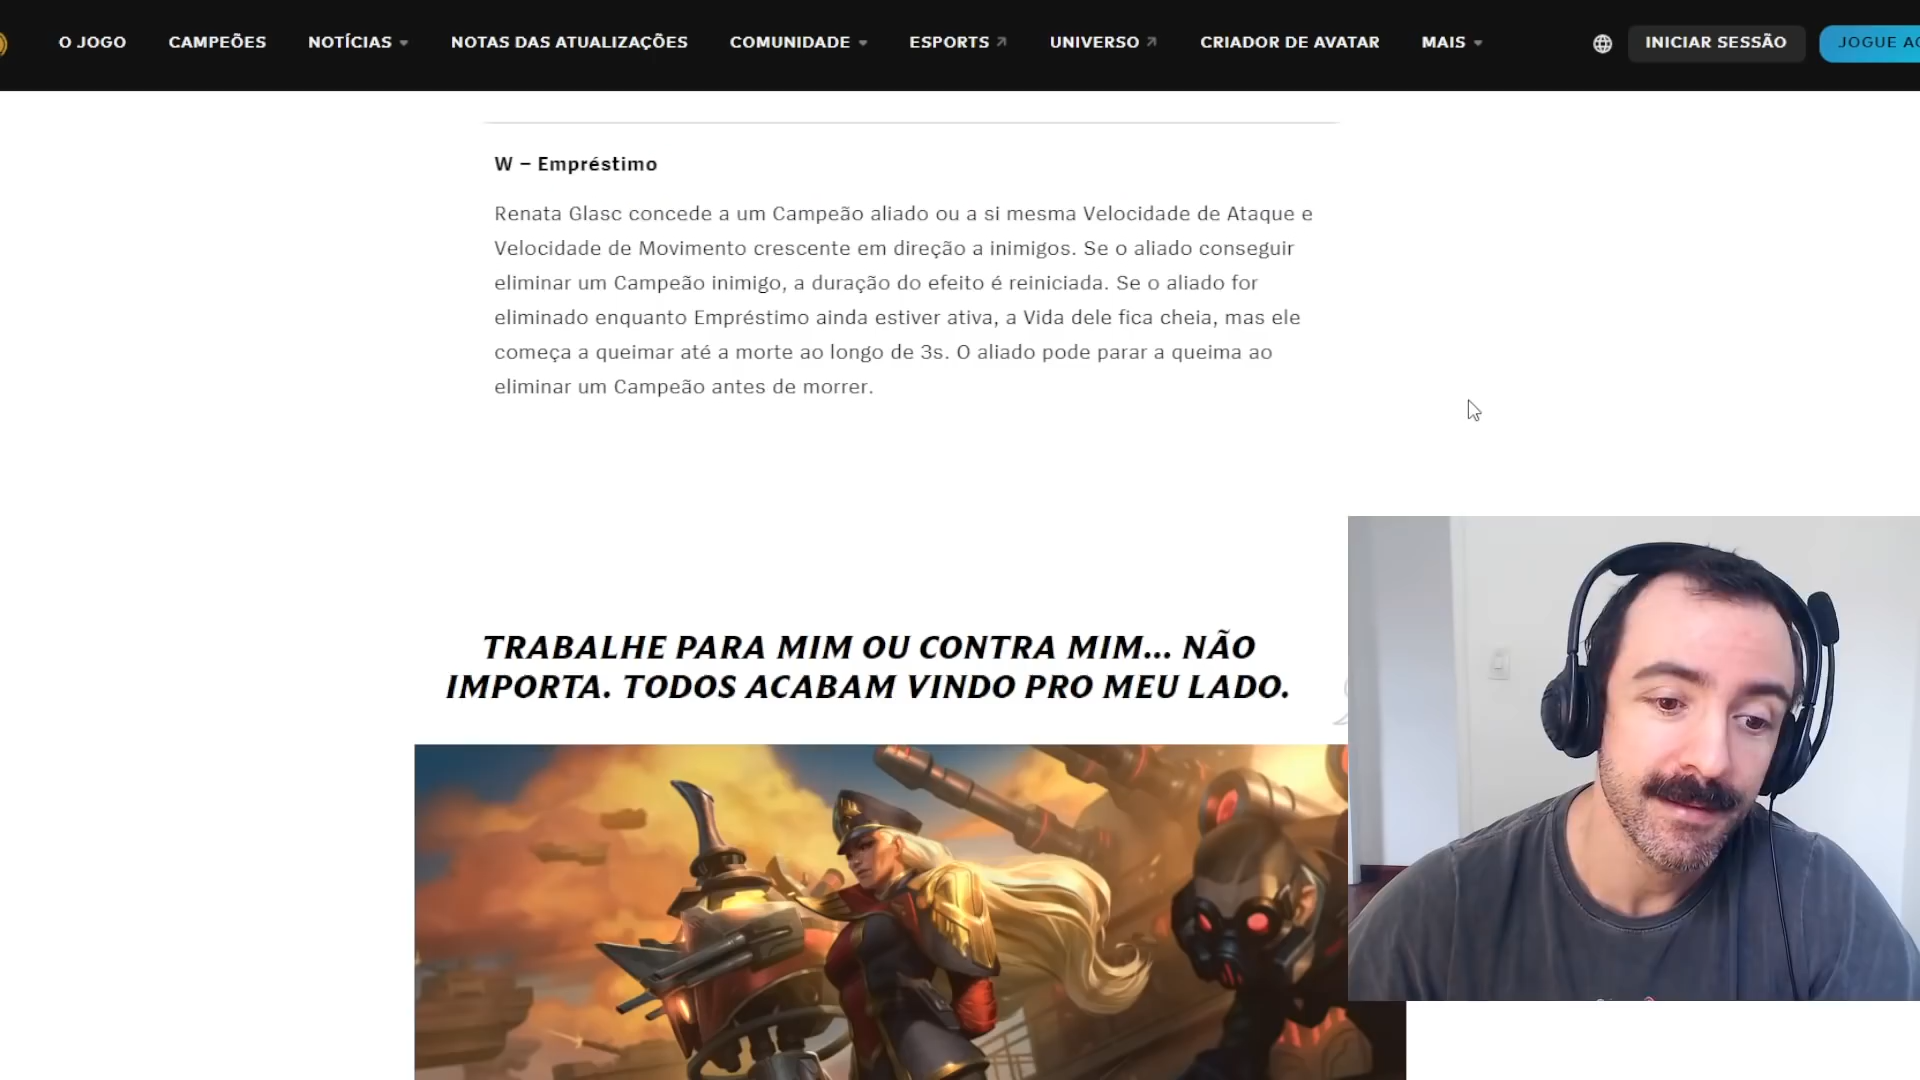 O JOGO
CAMPEÕES
NOTÍCIAS
NOTAS DAS ATUALIZAÇÕES
COMUNIDADE
ESPORTS
UNIVERSO
CRIADOR DE AVATAR
MAIS
INICIAR SESSÃO
JOGUE
W – Empréstimo
Renata Glasc concede a um Campeão aliado ou a si mesma Velocidade de Ataque e
Velocidade de Movimento crescente em direção a inimigos. Se o aliado conseguir
eliminar um Campeão inimigo, a duração do efeito é reiniciada. Se o aliado for
eliminado enquanto Empréstimo ainda estiver ativa, a Vida dele fica cheia, mas ele
começa a queimar até a morte ao longo de 3s. O aliado pode parar a queima ao
eliminar um Campeão antes de morrer.
TRABALHE PARA MIM OU CONTRA MIM... NÃO
IMPORTA. TODOS ACABAM VINDO PRO MEU LADO.